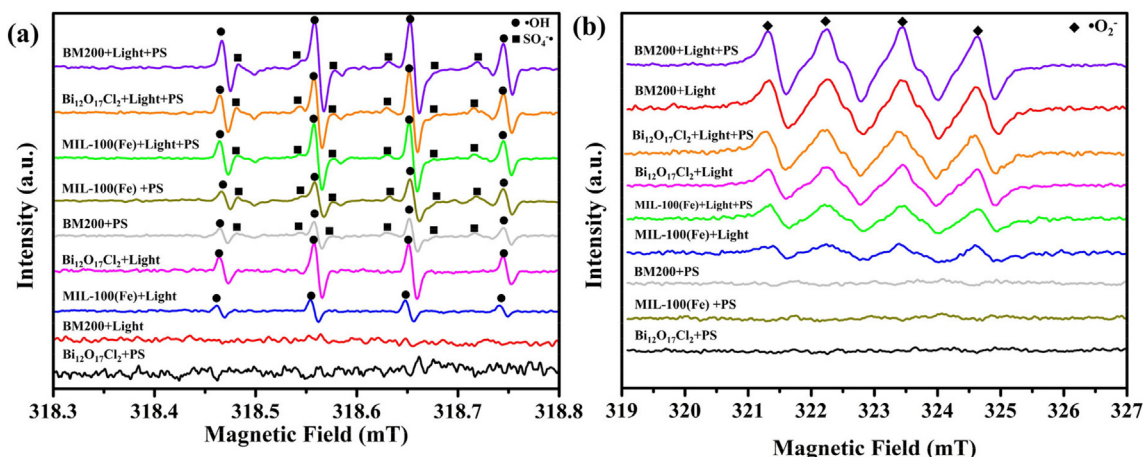 (a)
•OH
SO₄⁻•
BM200+Light+PS
Bi₁₂O₁₇Cl₂+Light+PS
MIL-100(Fe)+Light+PS
MIL-100(Fe) +PS
BM200+PS
Bi₁₂O₁₇Cl₂+Light
MIL-100(Fe)+Light
BM200+Light
Bi₁₂O₁₇Cl₂+PS
Intensity (a.u.)
318.3 318.4 318.5 318.6 318.7 318.8
Magnetic Field (mT)
(b)
•O₂⁻
BM200+Light+PS
BM200+Light
Bi₁₂O₁₇Cl₂+Light+PS
Bi₁₂O₁₇Cl₂+Light
MIL-100(Fe)+Light+PS
MIL-100(Fe)+Light
BM200+PS
MIL-100(Fe) +PS
Bi₁₂O₁₇Cl₂+PS
Intensity (a.u.)
319 320 321 322 323 324 325 326 327
Magnetic Field (mT)